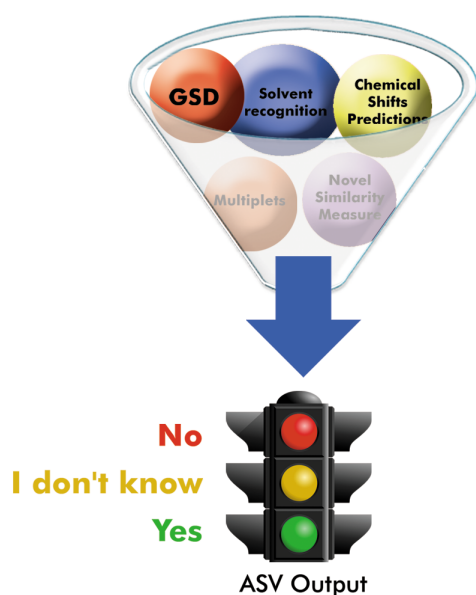 GSD
Solvent
recognition
Chemical
Shifts
Predictions
Multiplets
Novel
Similarity
Measure
No
I don't know
Yes
ASV Output